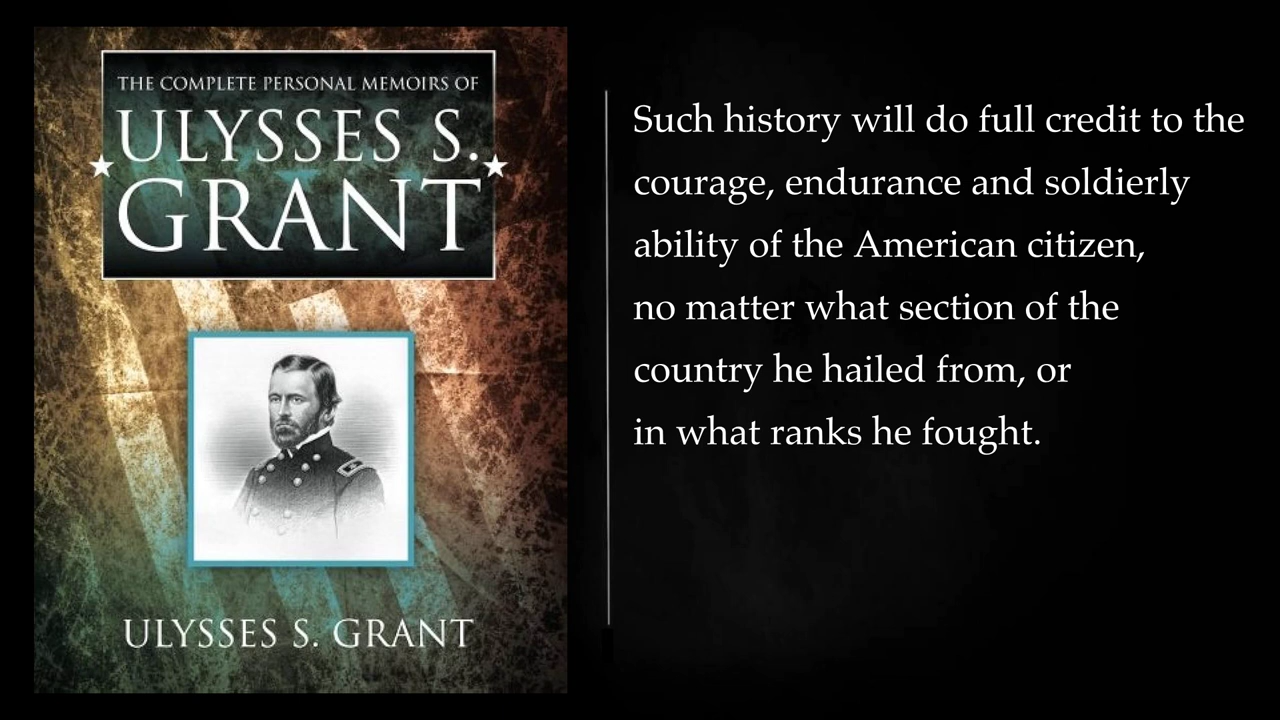 THE COMPLETE PERSONAL MEMOIRS OF
ULYSSES S.
GRANT
ULYSSES S. GRANT
Such history will do full credit to the
courage, endurance and soldierly
ability of the American citizen,
no matter what section of the
country he hailed from, or
in what ranks he fought.